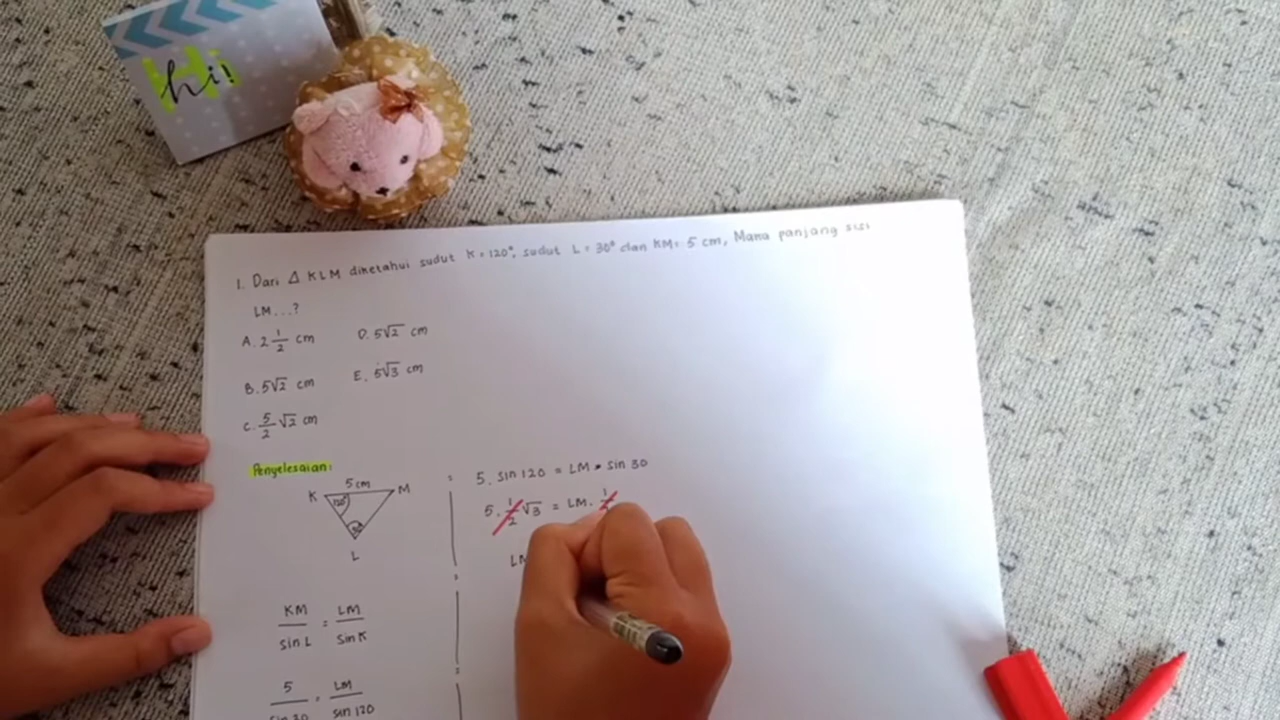 hi!
1. Dari Δ KLM diketahui sudut K = 120°, sudut L = 30° dan KM = 5 cm, Maka panjang sisi
LM...?
A. 2 1/2 cm
D. 5√2 cm
B. 5√2 cm
E. 5√3 cm
C. 5/2 √2 cm
Penyelesaian:
5 cm
K
M
120°
L
KM/sin L = LM/sin K
5/sin 30 = LM/sin 120
5. sin 120 = LM • sin 30
5. 1/2 √3 = LM. 1/2
LM